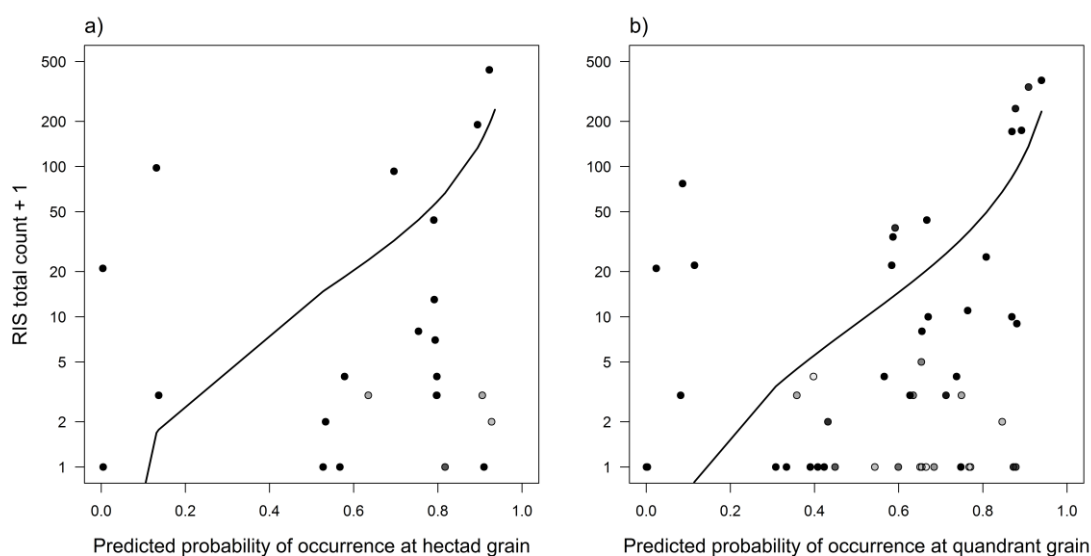 a)
b)
RIS total count + 1
500
200
100
50
20
10
5
2
1
0.0 0.2 0.4 0.6 0.8 1.0
Predicted probability of occurrence at hectad grain
500
200
100
50
20
10
5
2
1
0.0 0.2 0.4 0.6 0.8 1.0
Predicted probability of occurrence at quandrant grain